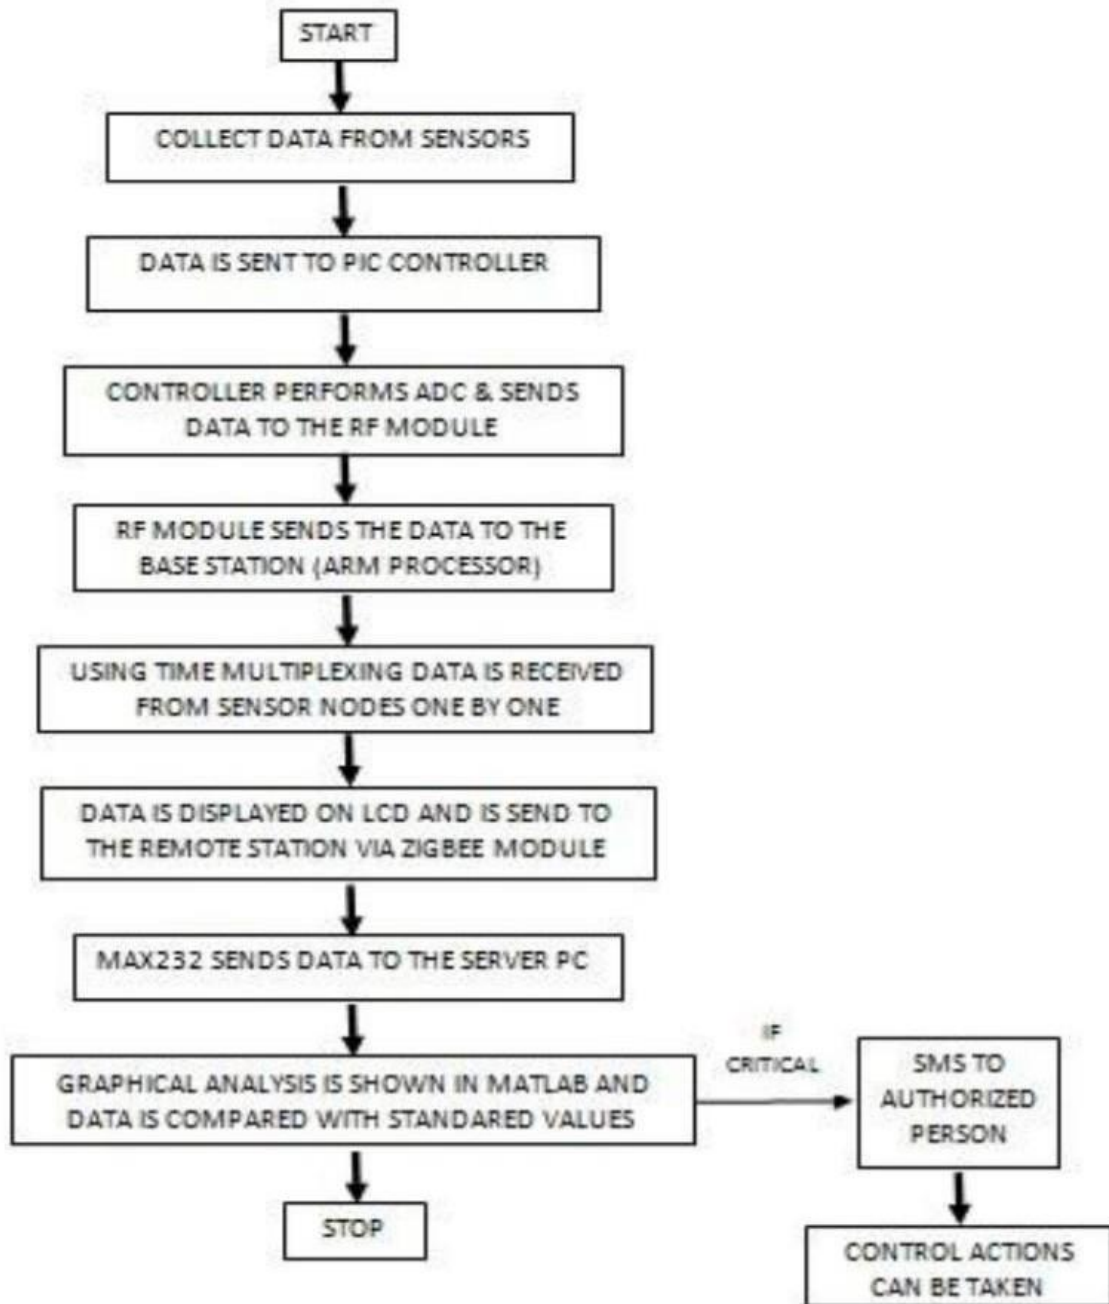 START
COLLECT DATA FROM SENSORS
DATA IS SENT TO PIC CONTROLLER
CONTROLLER PERFORMS ADC & SENDS
DATA TO THE RF MODULE
RF MODULE SENDS THE DATA TO THE
BASE STATION (ARM PROCESSOR)
USING TIME MULTIPLEXING DATA IS RECEIVED
FROM SENSOR NODES ONE BY ONE
DATA IS DISPLAYED ON LCD AND IS SEND TO
THE REMOTE STATION VIA ZIGBEE MODULE
MAX232 SENDS DATA TO THE SERVER PC
GRAPHICAL ANALYSIS IS SHOWN IN MATLAB AND
DATA IS COMPARED WITH STANDARED VALUES
IF
CRITICAL
SMS TO
AUTHORIZED
PERSON
STOP
CONTROL ACTIONS
CAN BE TAKEN